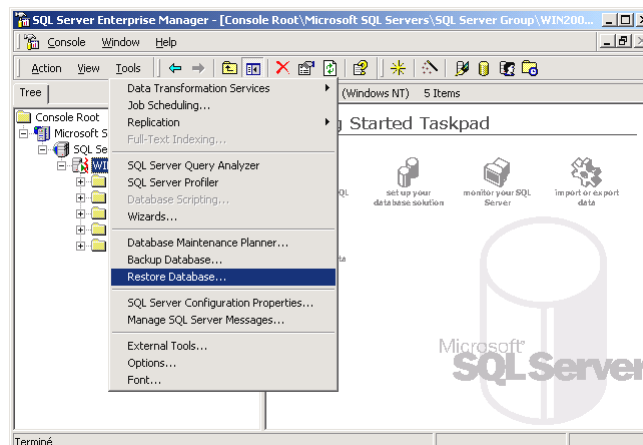 SQL Server Enterprise Manager - [Console Root\Microsoft SQL Servers\SQL Server Group\WIN200...
Console Window Help
Action View Tools
Tree
(Windows NT) 5 Items
Data Transformation Services
Job Scheduling...
Replication
Full-Text Indexing...
SQL Server Query Analyzer
SQL Server Profiler
Database Scripting...
Wizards...
Database Maintenance Planner...
Backup Database...
Restore Database...
SQL Server Configuration Properties...
Manage SQL Server Messages...
External Tools...
Options...
Font...
Console Root
Microsoft S
SQL Se
WI
g Started Taskpad
QL
set up your
database solution
monitor your SQL
Server
import or export
data
ta
Microsoft®
SQL Server
Terminé